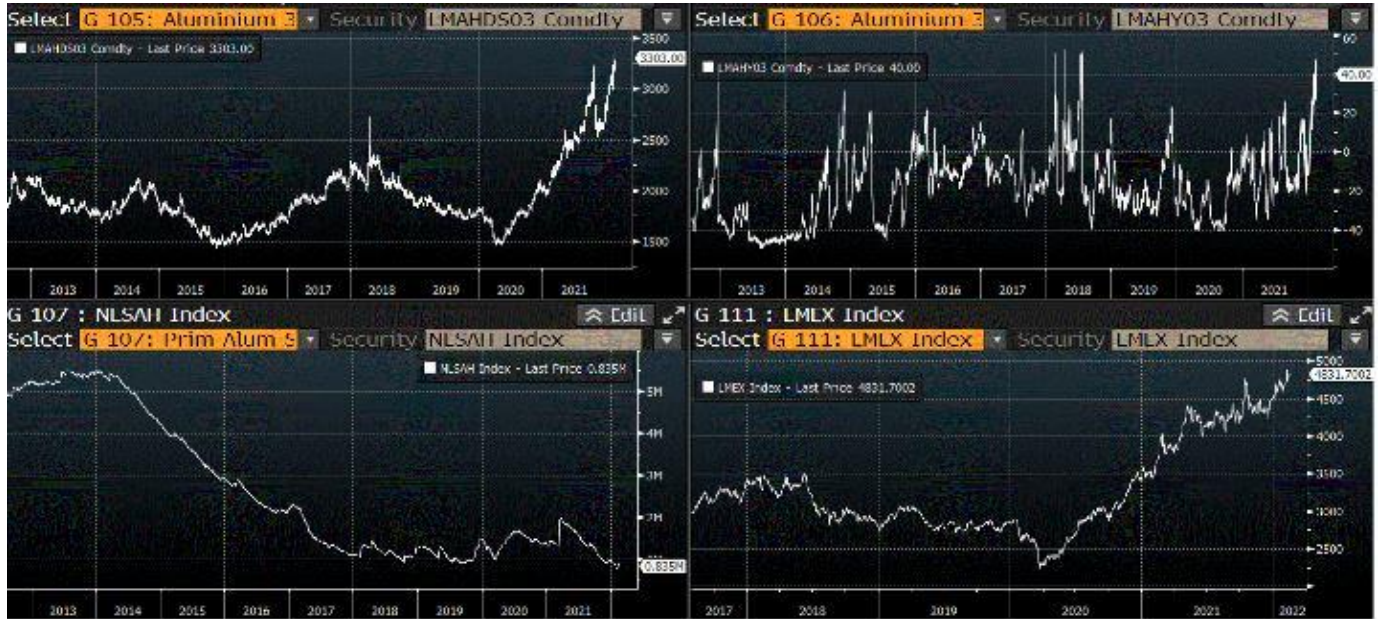 Select G 105: Aluminium 3 Security LMAHDS03 Comdty
LMAHDS03 Comdty - Last Price 3303.00
3500
3303.00
3000
2500
2000
1500
2013 2014 2015 2016 2017 2018 2019 2020 2021
Select G 106: Aluminium 3 Security LMAHY03 Comdty
LMAHY03 Comdty - Last Price 40.00
60
40.00
20
0
20
40
2013 2014 2015 2016 2017 2018 2019 2020 2021
G 107 : NLSAH Index Edit
Select G 107: Prim Alum S Security NLSAH Index
NLSAH Index - Last Price 0.835M
5M
4M
3M
2M
0.835M
2013 2014 2015 2016 2017 2018 2019 2020 2021
G 111 : LMEX Index Edit
Select G 111: LMEX Index Security LMEX Index
LMEX Index - Last Price 4831.7002
5000
4831.7002
4500
4000
3500
3000
2500
2017 2018 2019 2020 2021 2022